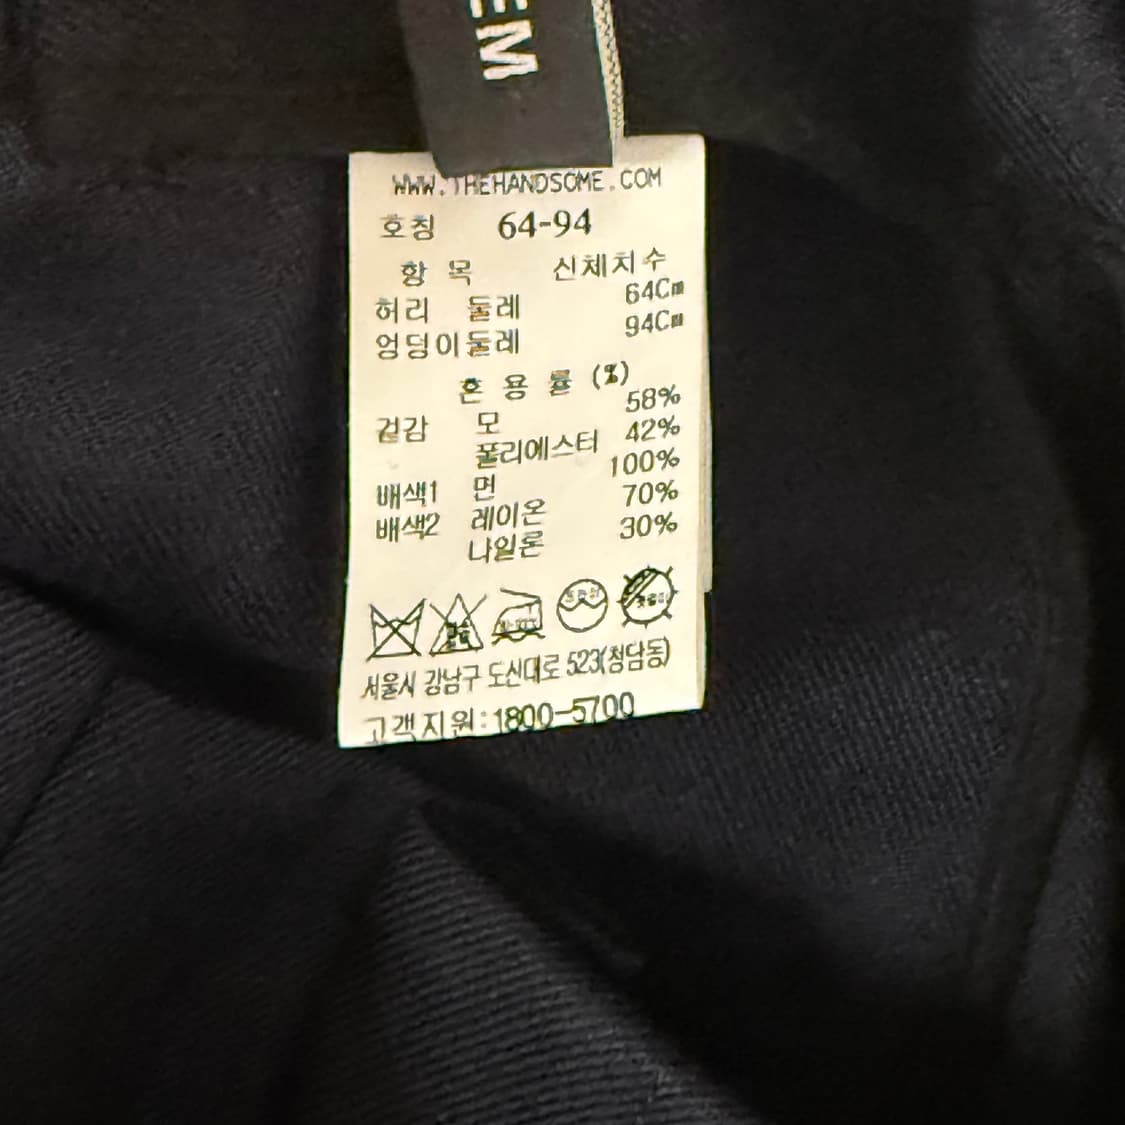 EM
WWW.THEHANDSOME.COM
호칭 64-94
항 목 신체치수
허리 둘레 64Cm
엉덩이둘레 94Cm
혼 용 률 (%)
겉감 모 58%
폴리에스터 42%
배색1 면 100%
배색2 레이온 70%
나일론 30%
서울시 강남구 도산대로 523(청담동)
고객지원:1800-5700